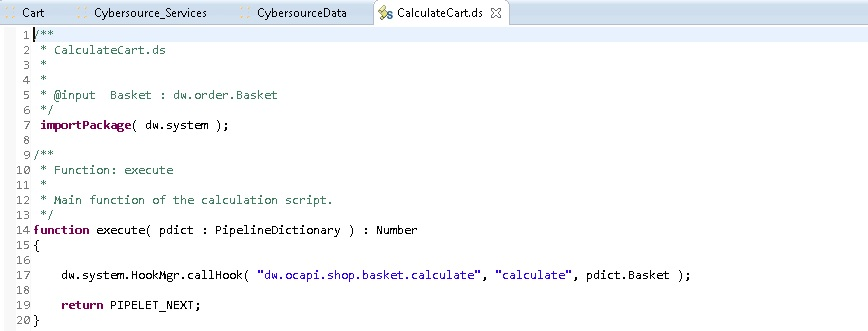 Cart Cybersource_Services CybersourceData CalculateCart.ds
1 /**
2 * CalculateCart.ds
3 *
4 *
5 * @input Basket : dw.order.Basket
6 */
7 importPackage( dw.system );
8
9 /**
10 * Function: execute
11 *
12 * Main function of the calculation script.
13 */
14 function execute( pdict : PipelineDictionary ) : Number
15 {
16
17 dw.system.HookMgr.callHook( "dw.ocapi.shop.basket.calculate", "calculate", pdict.Basket );
18
19 return PIPELET_NEXT;
20 }